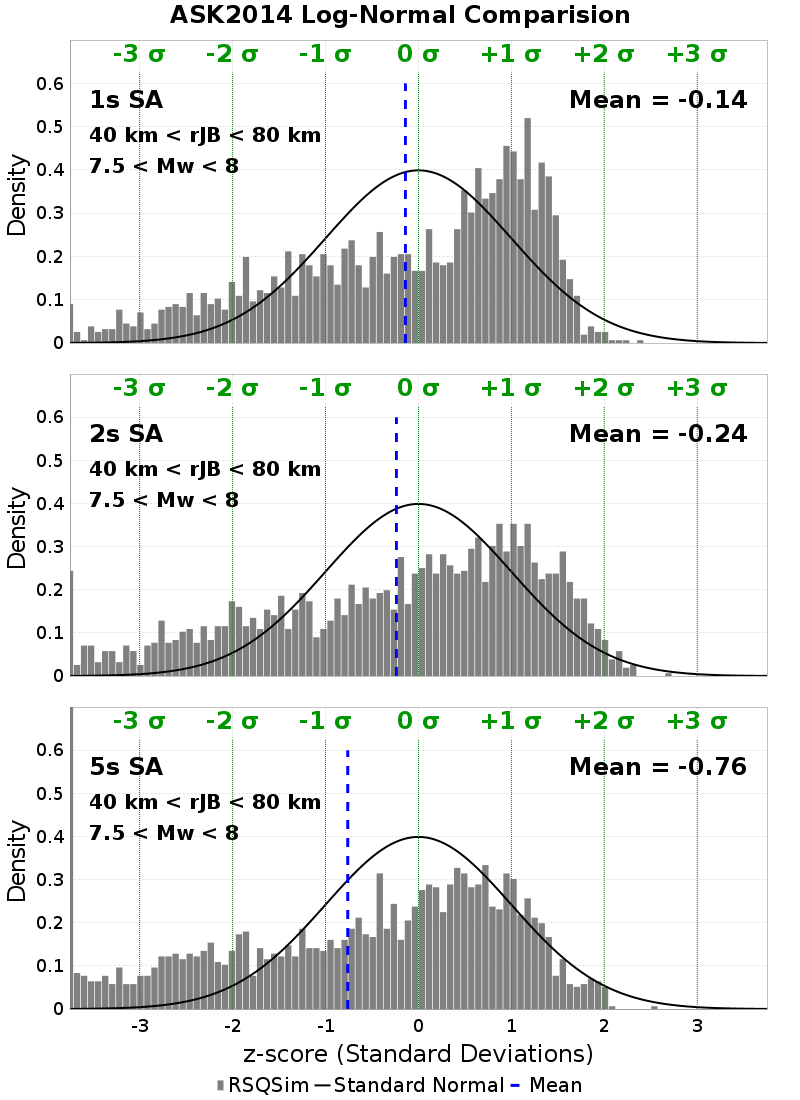 ASK2014 Log-Normal Comparision
-3 σ -2 σ -1 σ 0 σ +1 σ +2 σ +3 σ
1s SA
Mean = -0.14
40 km < rJB < 80 km
7.5 < Mw < 8
Density
0.6
0.5
0.4
0.3
0.2
0.1
0
-3 σ -2 σ -1 σ 0 σ +1 σ +2 σ +3 σ
2s SA
Mean = -0.24
40 km < rJB < 80 km
7.5 < Mw < 8
Density
0.6
0.5
0.4
0.3
0.2
0.1
0
-3 σ -2 σ -1 σ 0 σ +1 σ +2 σ +3 σ
5s SA
Mean = -0.76
40 km < rJB < 80 km
7.5 < Mw < 8
Density
0.6
0.5
0.4
0.3
0.2
0.1
0
-3 -2 -1 0 1 2 3
z-score (Standard Deviations)
RSQSim Standard Normal Mean